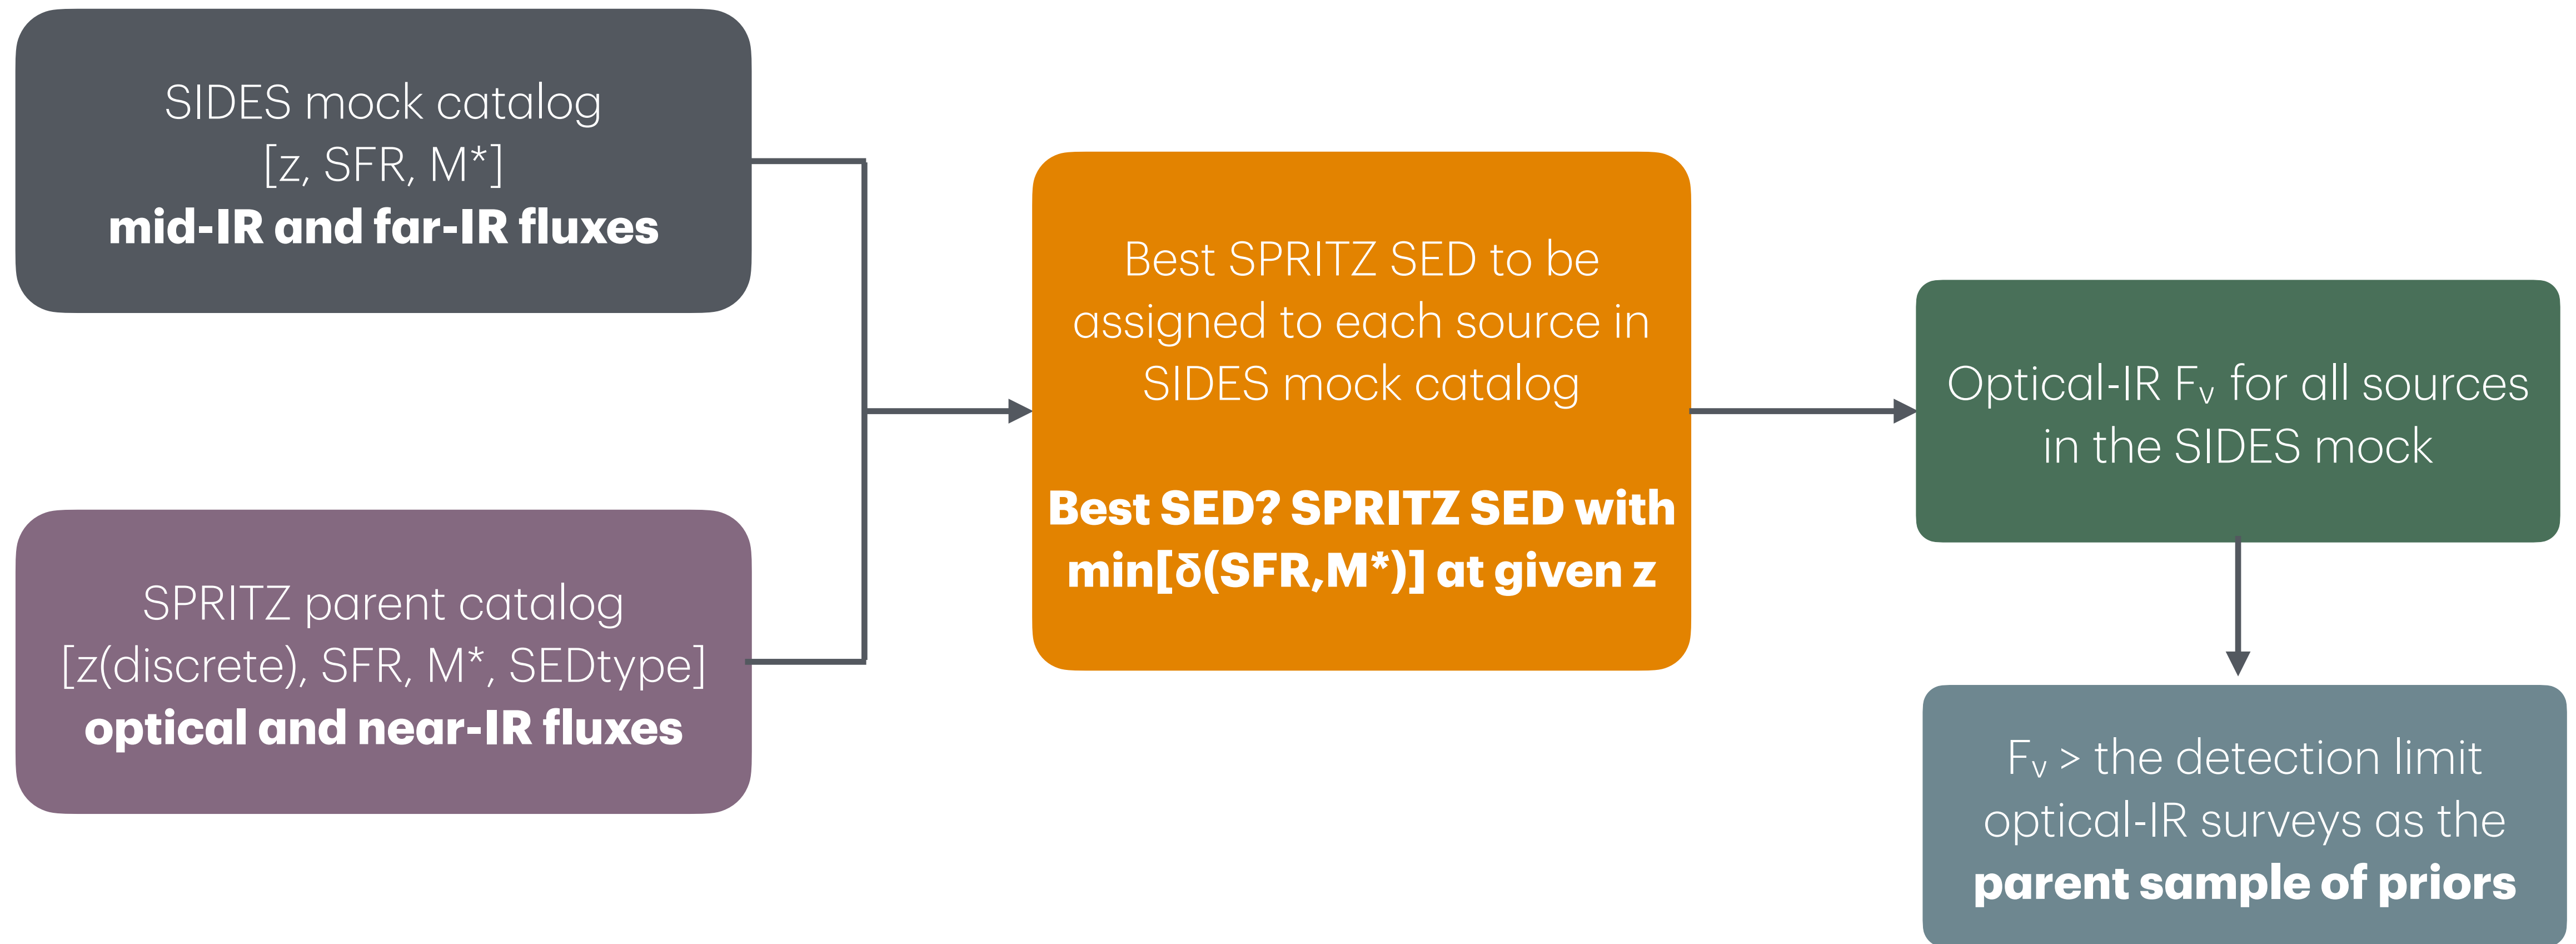 SIDES mock catalog
[z, SFR, M*]
mid-IR and far-IR fluxes
SPRITZ parent catalog
[z(discrete), SFR, M*, SEDtype]
optical and near-IR fluxes
Best SPRITZ SED to be
assigned to each source in
SIDES mock catalog
Best SED? SPRITZ SED with
min[δ(SFR,M*)] at given z
Optical-IR Fᵥ for all sources
in the SIDES mock
Fᵥ > the detection limit
optical-IR surveys as the
parent sample of priors